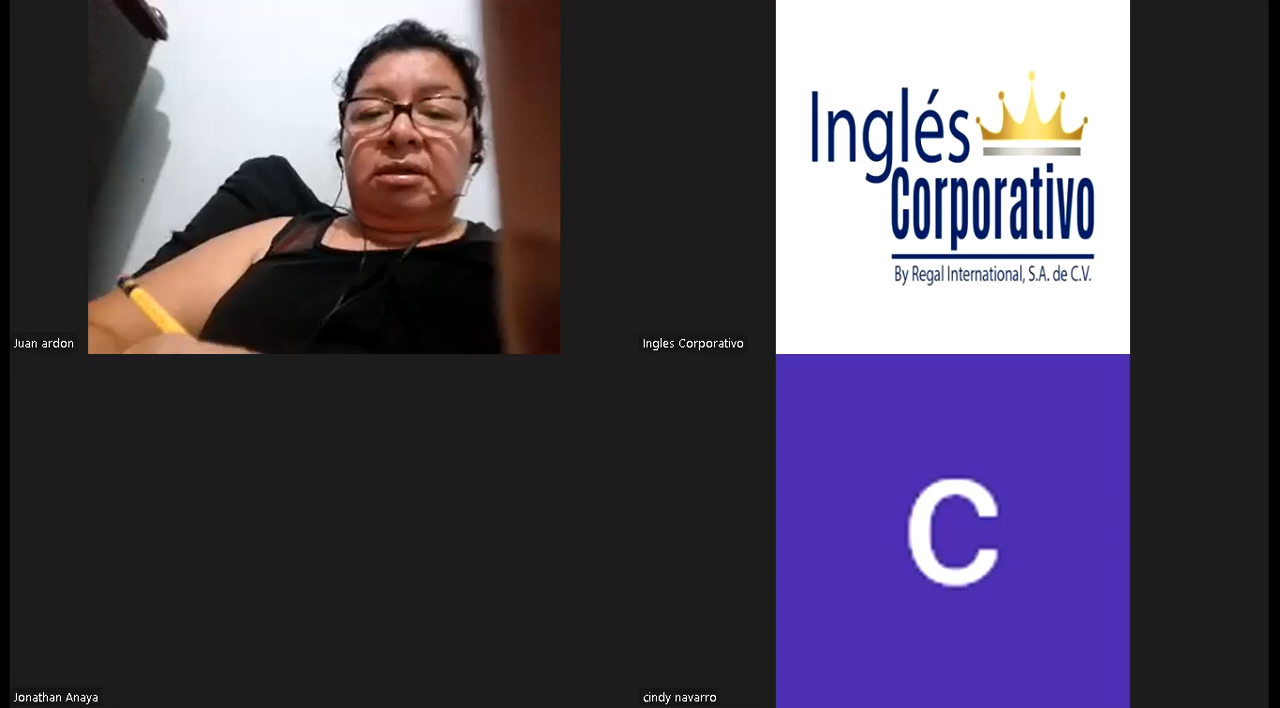 Inglés
Corporativo
By Regal International, S.A. de C.V.
Juan ardon
Ingles Corporativo
C
Jonathan Anaya
cindy navarro